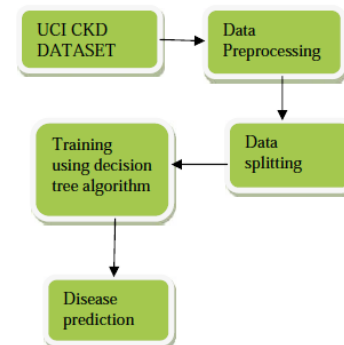 UCI CKD
DATASET
Data
Preprocessing
Data
splitting
Training
using decision
tree algorithm
Disease
prediction